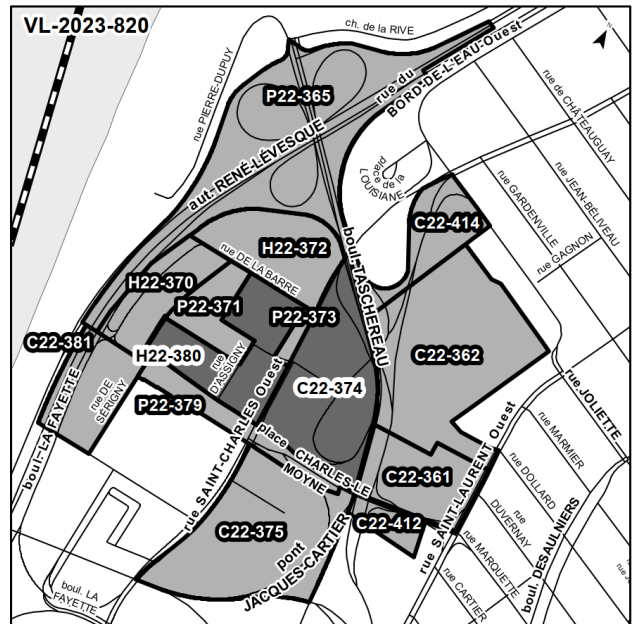 VL-2023-820
ch. de la RIVE
N
rue PIERRE-DUPUY
P22-365
rue du
BORD-DE-L'EAU-Ouest
rue de CHÂTEAUGUAY
aut. RENÉ-LÉVESQUE
place de la
LOUISIANE
rue JEAN-BÉLIVEAU
rue GARDENVILLE
C22-414
H22-372
boul. TASCHEREAU
rue GAGNON
rue DE LA BARRE
H22-370
P22-371
P22-373
C22-381
H22-380
C22-362
rue
D'ASSIGNY
C22-374
rue DE
SÉRIGNY
P22-379
rue JOLIETTE
boul. LA FAYETTE
rue SAINT-CHARLES Ouest
place CHARLES-LE
MOYNE
rue SAINT-LAURENT Ouest
rue MARMIER
C22-361
rue DOLLARD
rue
DUVERNAY
C22-375
C22-412
pont
JACQUES-CARTIER
rue MARQUETTE
boul. DESAULNIERS
boul. LA
FAYETTE
rue CARTIER